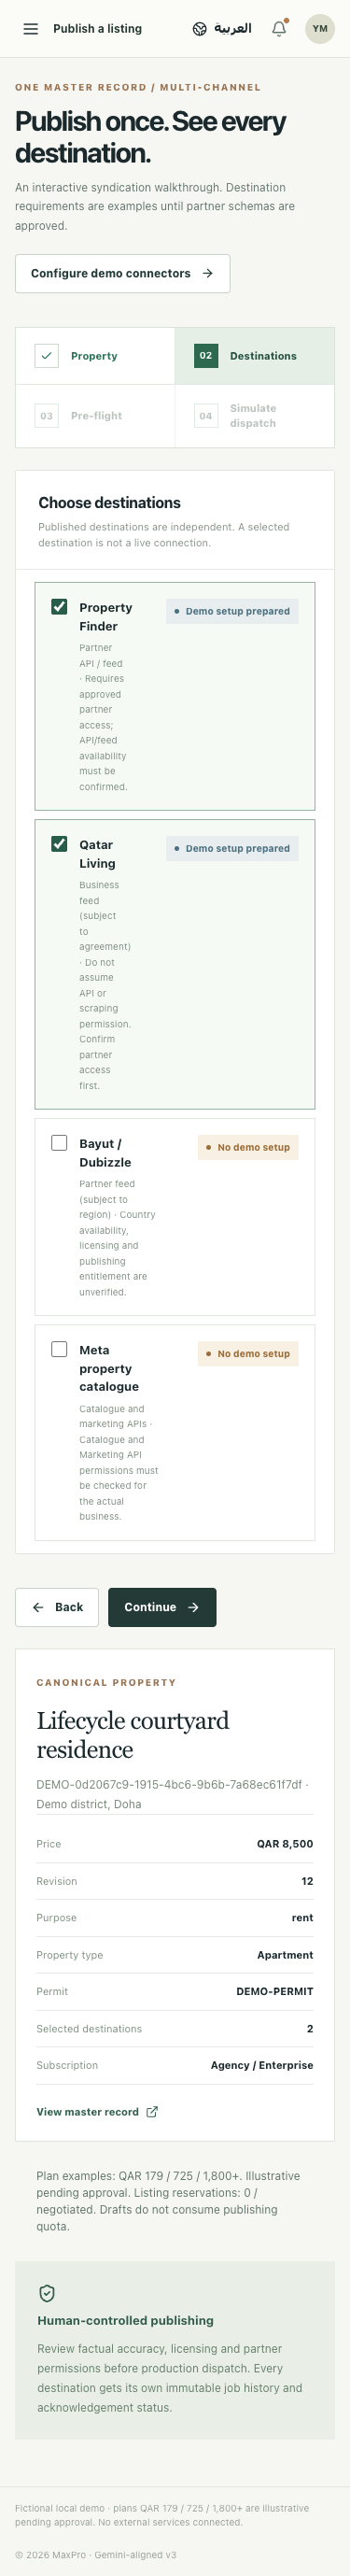 Publish a listing
العربية
YM
ONE MASTER RECORD / MULTI-CHANNEL
Publish once. See every
destination.
An interactive syndication walkthrough. Destination
requirements are examples until partner schemas are
approved.
Configure demo connectors
Property
02
Destinations
03
Pre-flight
04
Simulate
dispatch
Choose destinations
Published destinations are independent. A selected
destination is not a live connection.
Property
Finder
Demo setup prepared
Partner
API / feed
· Requires
approved
partner
access;
API/feed
availability
must be
confirmed.
Qatar
Living
Demo setup prepared
Business
feed
(subject
to
agreement)
· Do not
assume
API or
scraping
permission.
Confirm
partner
access
first.
Bayut /
Dubizzle
No demo setup
Partner feed
(subject to
region) · Country
availability,
licensing and
publishing
entitlement are
unverified.
Meta
property
catalogue
No demo setup
Catalogue and
marketing APIs ·
Catalogue and
Marketing API
permissions must
be checked for
the actual
business.
Back
Continue
CANONICAL PROPERTY
Lifecycle courtyard
residence
DEMO-0d2067c9-1915-4bc6-9b6b-7a68ec61f7df ·
Demo district, Doha
Price QAR 8,500
Revision 12
Purpose rent
Property type Apartment
Permit DEMO-PERMIT
Selected destinations 2
Subscription Agency / Enterprise
View master record
Plan examples: QAR 179 / 725 / 1,800+. Illustrative
pending approval. Listing reservations: 0 /
negotiated. Drafts do not consume publishing
quota.
Human-controlled publishing
Review factual accuracy, licensing and partner
permissions before production dispatch. Every
destination gets its own immutable job history and
acknowledgement status.
Fictional local demo · plans QAR 179 / 725 / 1,800+ are illustrative
pending approval. No external services connected.
© 2026 MaxPro · Gemini-aligned v3